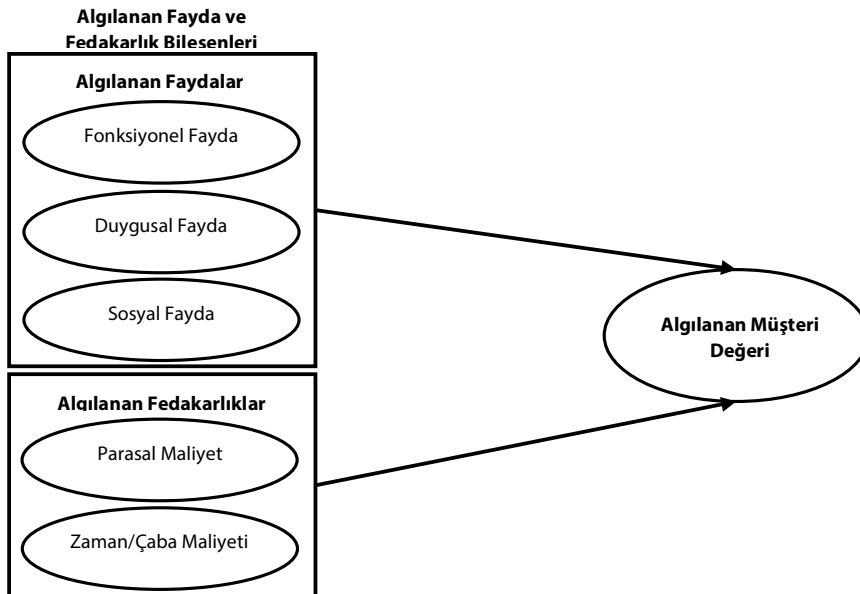 Algılanan Fayda ve
Fedakarlık Bilesenleri
Algılanan Faydalar
Fonksiyonel Fayda
Duygusal Fayda
Sosyal Fayda
Algılanan Müşteri
Değeri
Algılanan Fedakarlıklar
Parasal Maliyet
Zaman/Çaba Maliyeti